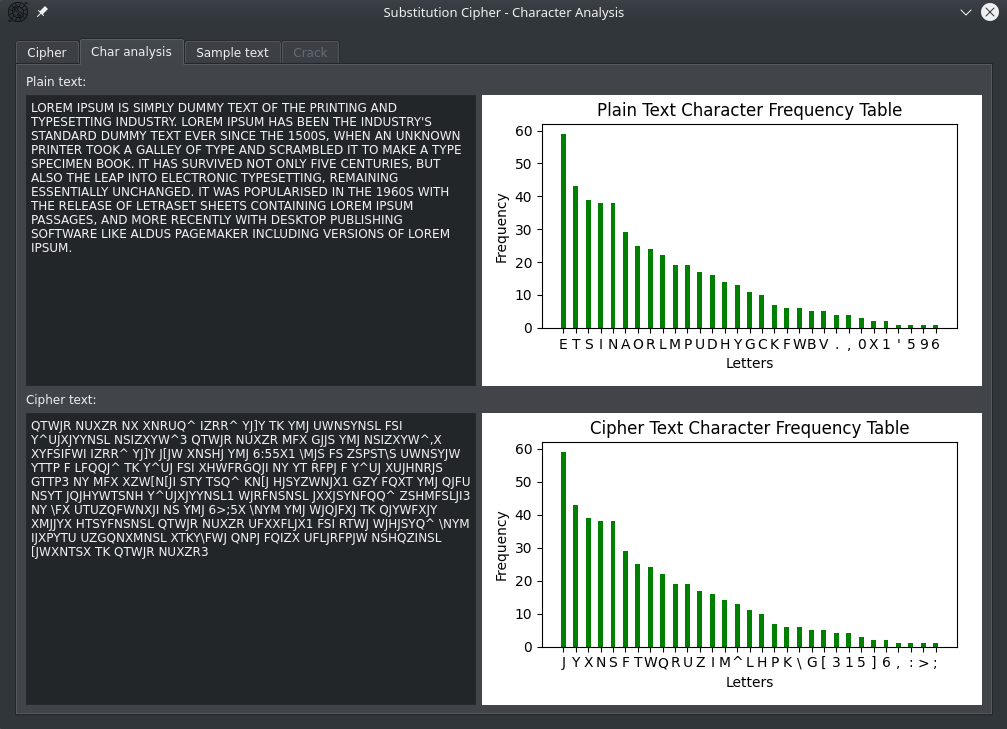 Substitution Cipher - Character Analysis
Cipher
Char analysis
Sample text
Crack
Plain text:
LOREM IPSUM IS SIMPLY DUMMY TEXT OF THE PRINTING AND
TYPESETTING INDUSTRY. LOREM IPSUM HAS BEEN THE INDUSTRY'S
STANDARD DUMMY TEXT EVER SINCE THE 1500S, WHEN AN UNKNOWN
PRINTER TOOK A GALLEY OF TYPE AND SCRAMBLED IT TO MAKE A TYPE
SPECIMEN BOOK. IT HAS SURVIVED NOT ONLY FIVE CENTURIES, BUT
ALSO THE LEAP INTO ELECTRONIC TYPESETTING, REMAINING
ESSENTIALLY UNCHANGED. IT WAS POPULARISED IN THE 1960S WITH
THE RELEASE OF LETRASET SHEETS CONTAINING LOREM IPSUM
PASSAGES, AND MORE RECENTLY WITH DESKTOP PUBLISHING
SOFTWARE LIKE ALDUS PAGEMAKER INCLUDING VERSIONS OF LOREM
IPSUM.
Plain Text Character Frequency Table
60
50
40
30
20
10
0
Frequency
E T S I N A O R L M P U D H Y G C K F W B V . , 0 X 1 ' 5 9 6
Letters
Cipher text:
QTWJR NUXZR NX XNRUQ^ IZRR^ YJ]Y TK YMJ UWNSYNSL FSI
Y^UJXJYYNSL NSIZXYW^3 QTWJR NUXZR MFX GJJS YMJ NSIZXYW^,X
XYFSIFWI IZRR^ YJ]Y J[JW XNSHJ YMJ 6:55X1 \MJS FS ZSPST\S UWNSYJW
YTTP F LFQQJ^ TK Y^UJ FSI XHWFRGQJI NY YT RFPJ F Y^UJ XUJHNRJS
GTTP3 NY MFX XZW[N[JI STY TSQ^ KN[J HJSYZWNJX1 GZY FQXT YMJ QJFU
NSYT JQJHYWTSNH Y^UJXJYYNSL1 WJRFNSNSL JXXJSYNFQQ^ ZSHMFSLJI3
NY \FX UTUZQFWNXJI NS YMJ 6>;5X \NYM YMJ WJQJFXJ TK QJYWFXJY
XMJJYX HTSYFNSNSL QTWJR NUXZR UFXXFLJX1 FSI RTWJ WJHJSYQ^ \NYM
IJXPYTU UZGQNXMNSL XTKY\FWJ QNPJ FQIZX UFLJRFPJW NSHQZINSL
[JWXNTSX TK QTWJR NUXZR3
Cipher Text Character Frequency Table
60
50
40
30
20
10
0
Frequency
J Y X N S F T W Q R U Z I M ^ L H P K \ G [ 3 1 5 ] 6 , : > ;
Letters